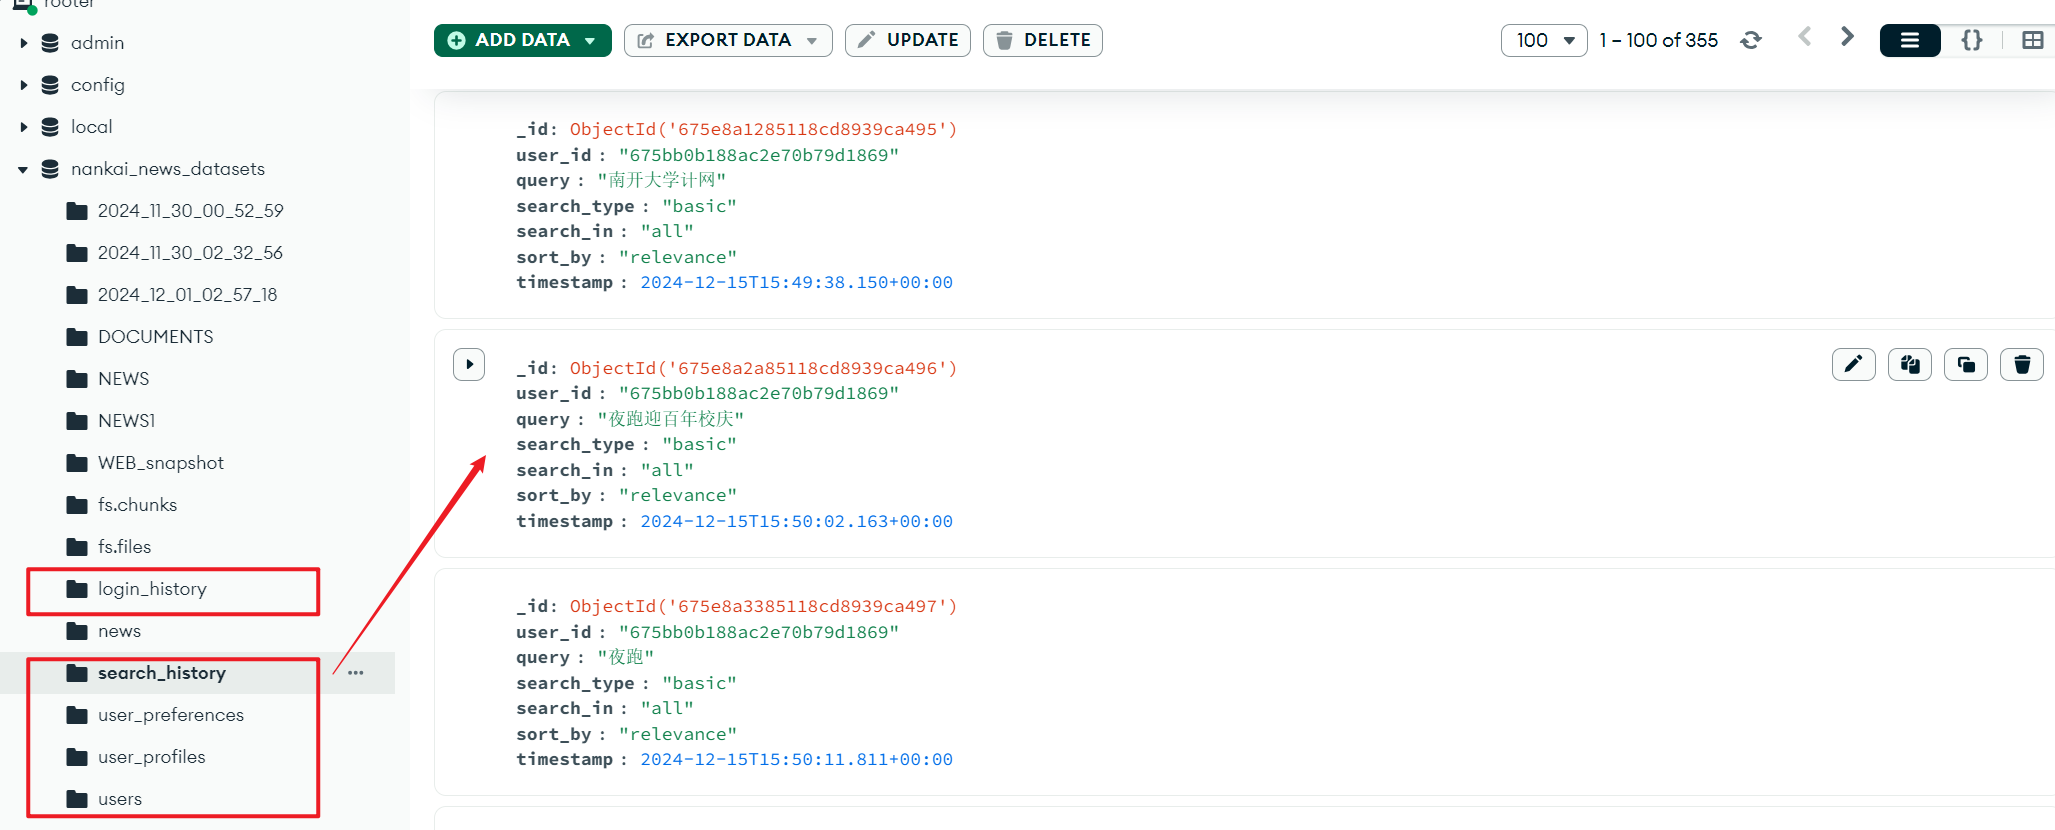 rooter
admin
config
local
nankai_news_datasets
2024_11_30_00_52_59
2024_11_30_02_32_56
2024_12_01_02_57_18
DOCUMENTS
NEWS
NEWS1
WEB_snapshot
fs.chunks
fs.files
login_history
news
search_history
user_preferences
user_profiles
users
ADD DATA EXPORT DATA UPDATE DELETE 100 1 – 100 of 355 {}
_id: ObjectId('675e8a1285118cd8939ca495')
user_id : "675bb0b188ac2e70b79d1869"
query : "南开大学计网"
search_type : "basic"
search_in : "all"
sort_by : "relevance"
timestamp : 2024-12-15T15:49:38.150+00:00
_id: ObjectId('675e8a2a85118cd8939ca496')
user_id : "675bb0b188ac2e70b79d1869"
query : "夜跑迎百年校庆"
search_type : "basic"
search_in : "all"
sort_by : "relevance"
timestamp : 2024-12-15T15:50:02.163+00:00
_id: ObjectId('675e8a3385118cd8939ca497')
user_id : "675bb0b188ac2e70b79d1869"
query : "夜跑"
search_type : "basic"
search_in : "all"
sort_by : "relevance"
timestamp : 2024-12-15T15:50:11.811+00:00